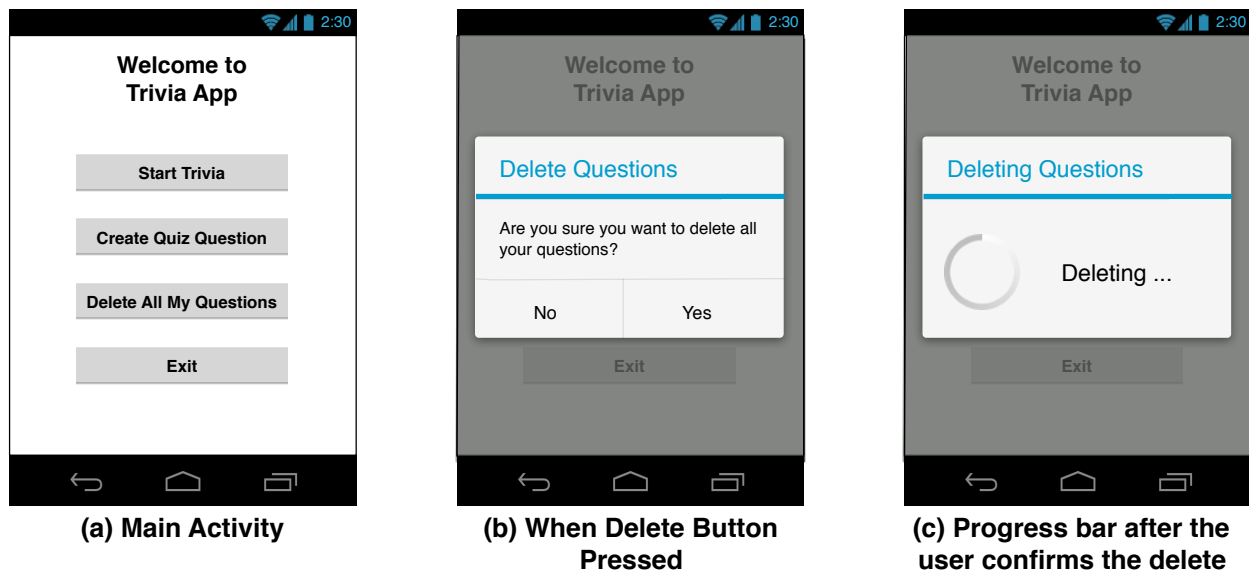 2:30
Welcome to
Trivia App
Start Trivia
Create Quiz Question
Delete All My Questions
Exit
(a) Main Activity
2:30
Welcome to
Trivia App
Delete Questions
Are you sure you want to delete all
your questions?
No
Yes
Exit
(b) When Delete Button
Pressed
2:30
Welcome to
Trivia App
Deleting Questions
Deleting ...
Exit
(c) Progress bar after the
user confirms the delete